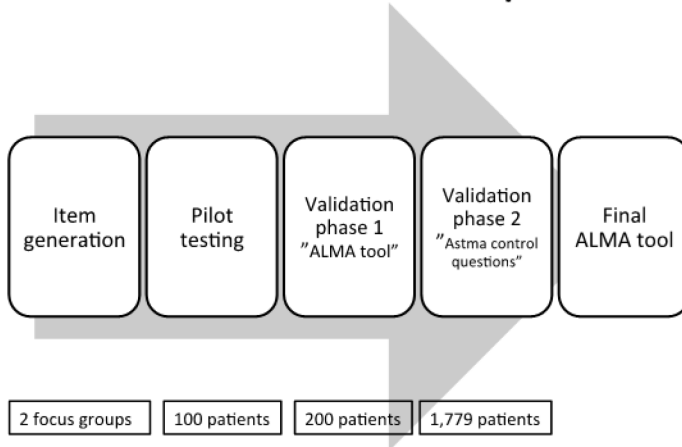 Item
generation
Pilot
testing
Validation
phase 1
”ALMA tool”
Validation
phase 2
”Astma control
questions”
Final
ALMA tool
2 focus groups
100 patients
200 patients
1,779 patients